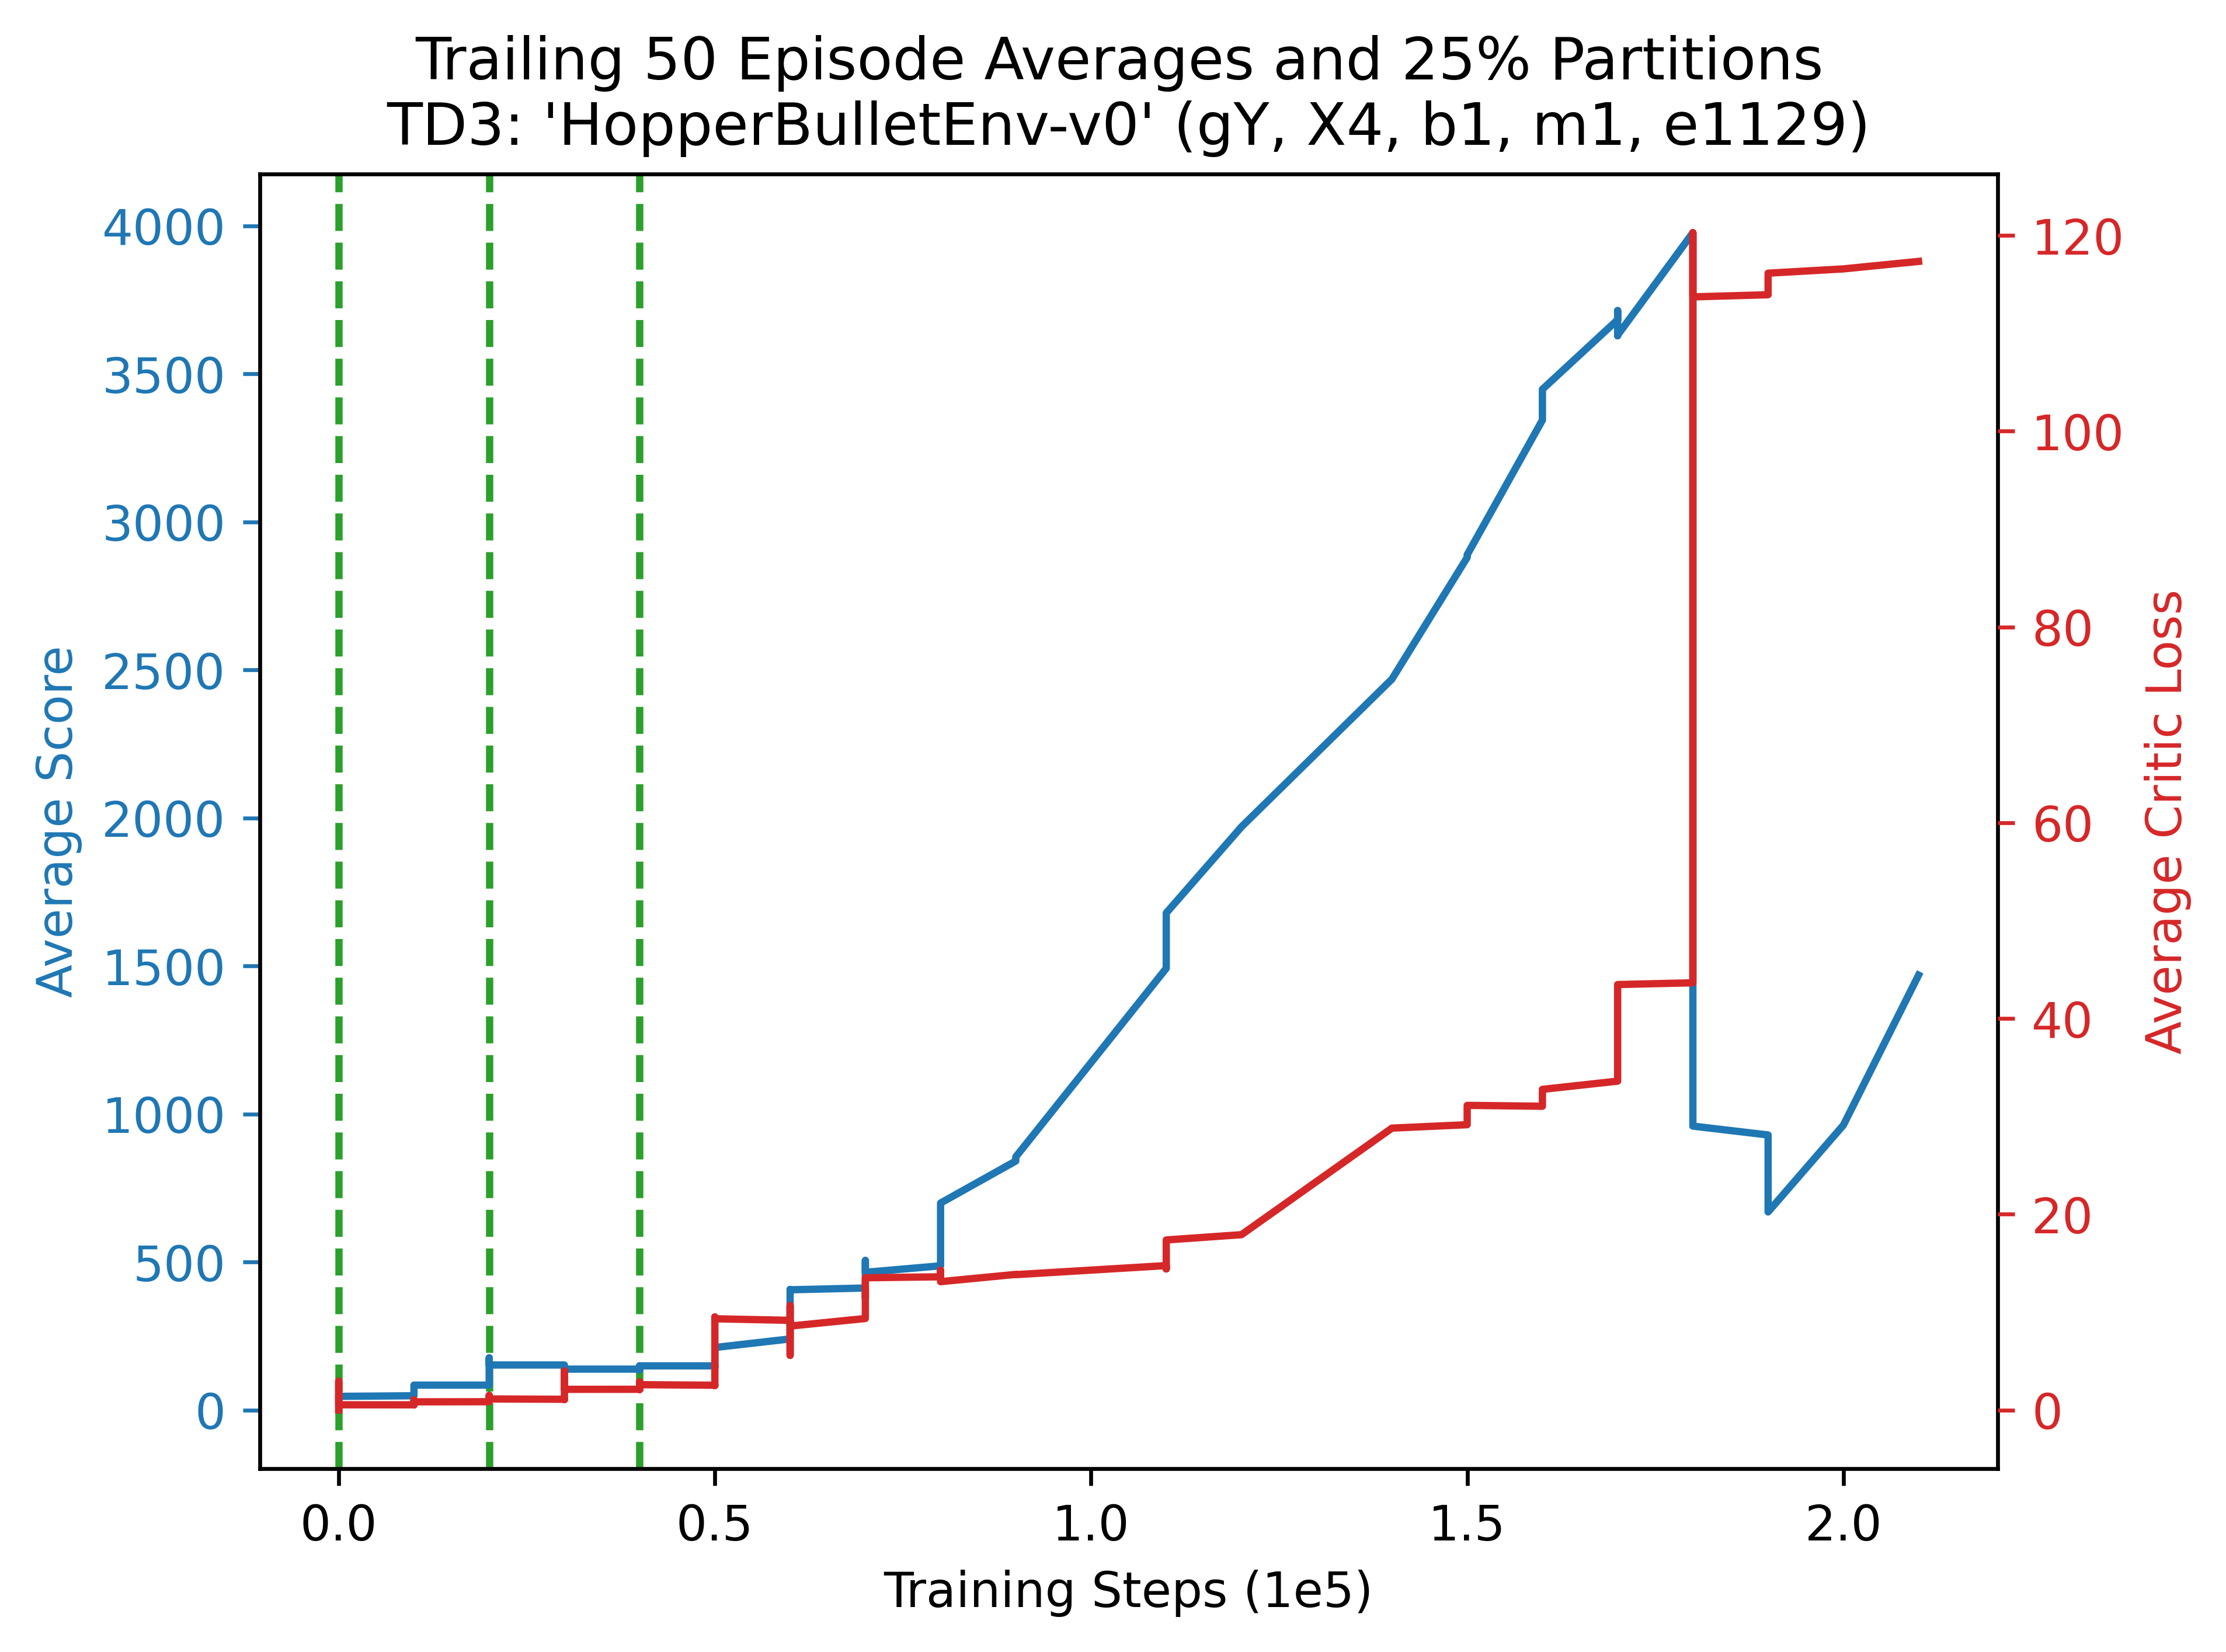 Trailing 50 Episode Averages and 25% Partitions
TD3: 'HopperBulletEnv-v0' (gY, X4, b1, m1, e1129)
Average Score
4000
3500
3000
2500
2000
1500
1000
500
0
120
100
80
60
40
20
0
Average Critic Loss
0.0 0.5 1.0 1.5 2.0
Training Steps (1e5)